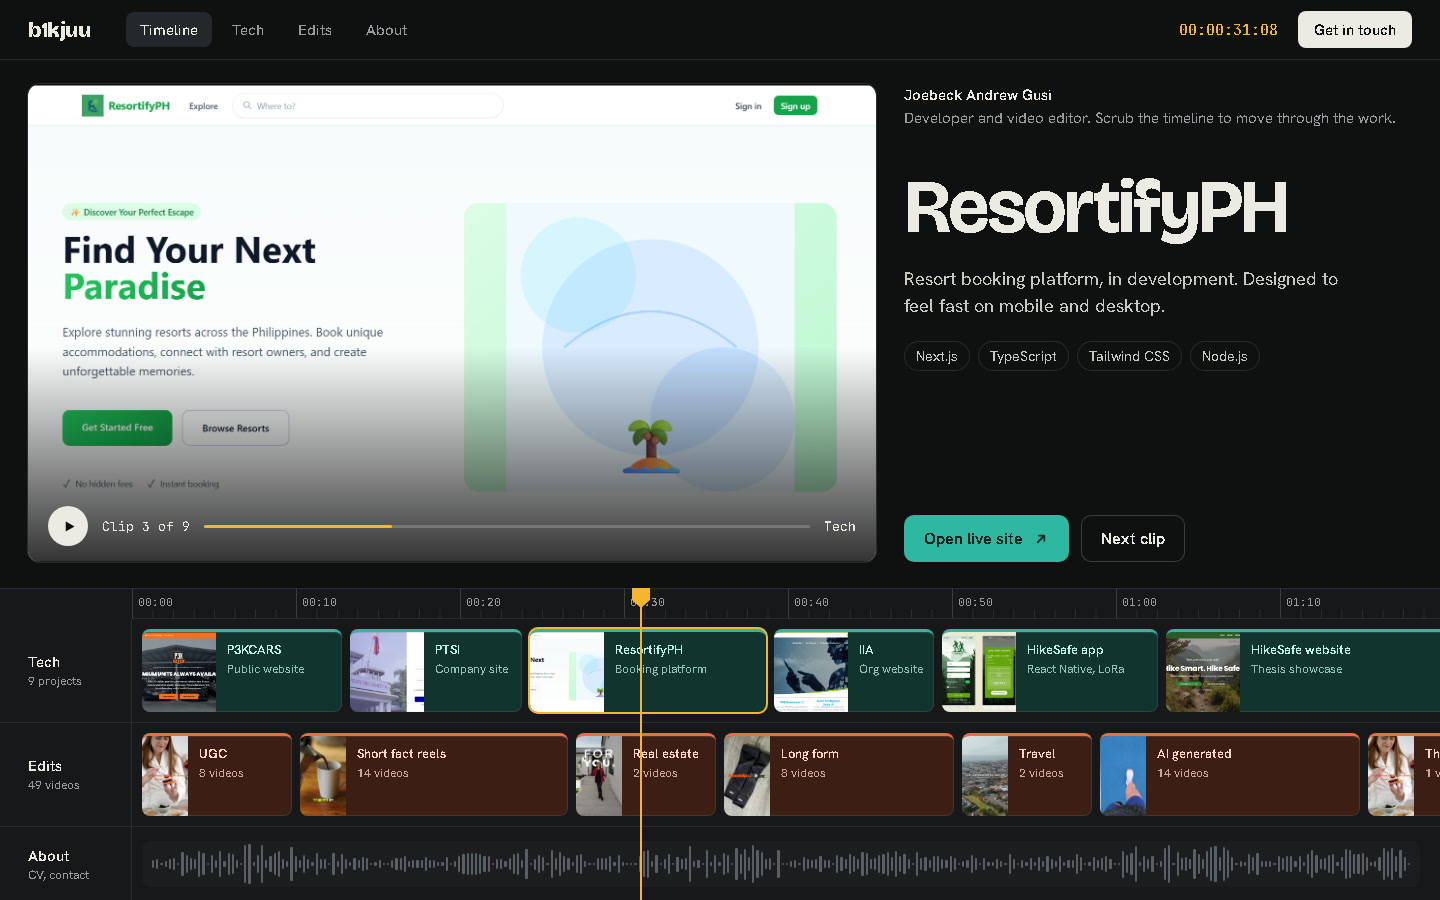 b1kjuu
Timeline
Tech
Edits
About
00:00:31:08
Get in touch
ResortifyPH
Explore
Where to?
Sign in
Sign up
Discover Your Perfect Escape
Find Your Next
Paradise
Explore stunning resorts across the Philippines. Book unique
accommodations, connect with resort owners, and create
unforgettable memories.
Get Started Free
Browse Resorts
✓ No hidden fees
✓ Instant booking
Clip 3 of 9
Tech
Joebeck Andrew Gusi
Developer and video editor. Scrub the timeline to move through the work.
ResortifyPH
Resort booking platform, in development. Designed to
feel fast on mobile and desktop.
Next.js
TypeScript
Tailwind CSS
Node.js
Open live site
Next clip
00:00
00:10
00:20
00:40
00:50
01:00
01:10
Tech
9 projects
P3KCARS
Public website
PTSI
Company site
Next
ResortifyPH
Booking platform
IIA
Org website
HikeSafe app
React Native, LoRa
HikeSafe website
Thesis showcase
Edits
49 videos
UGC
8 videos
Short fact reels
14 videos
FOR
YOU
Real estate
2 videos
Long form
8 videos
Travel
2 videos
AI generated
14 videos
Th
1 v
About
CV, contact